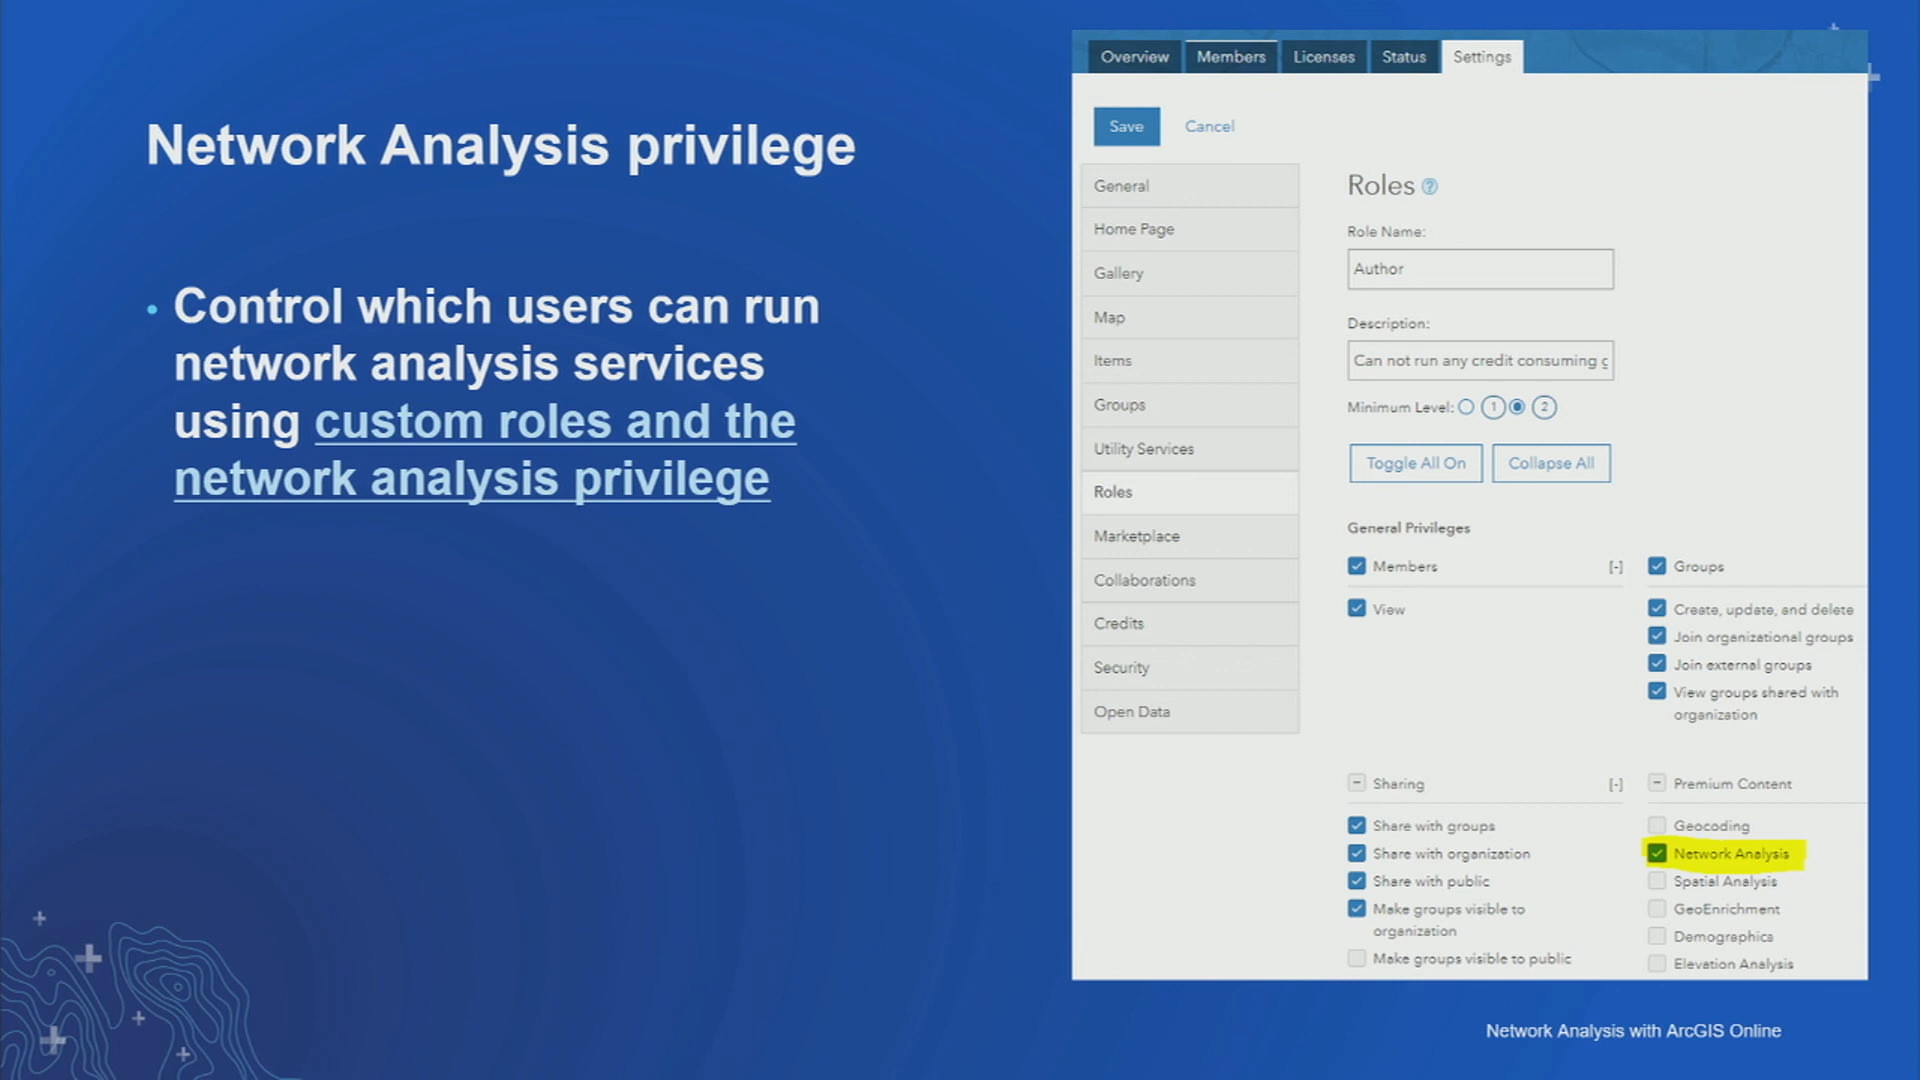 Network Analysis privilege
• Control which users can run
network analysis services
using custom roles and the
network analysis privilege
Overview
Members
Licenses
Status
Settings
Save
Cancel
General
Home Page
Gallery
Map
Items
Groups
Utility Services
Roles
Marketplace
Collaborations
Credits
Security
Open Data
Roles ?
Role Name:
Author
Description:
Can not run any credit consuming g
Minimum Level: 1 2
Toggle All On
Collapse All
General Privileges
Members [-]
View
Groups
Create, update, and delete
Join organizational groups
Join external groups
View groups shared with
organization
Sharing [-]
Share with groups
Share with organization
Share with public
Make groups visible to
organization
Make groups visible to public
Premium Content
Geocoding
Network Analysis
Spatial Analysis
GeoEnrichment
Demographics
Elevation Analysis
Network Analysis with ArcGIS Online